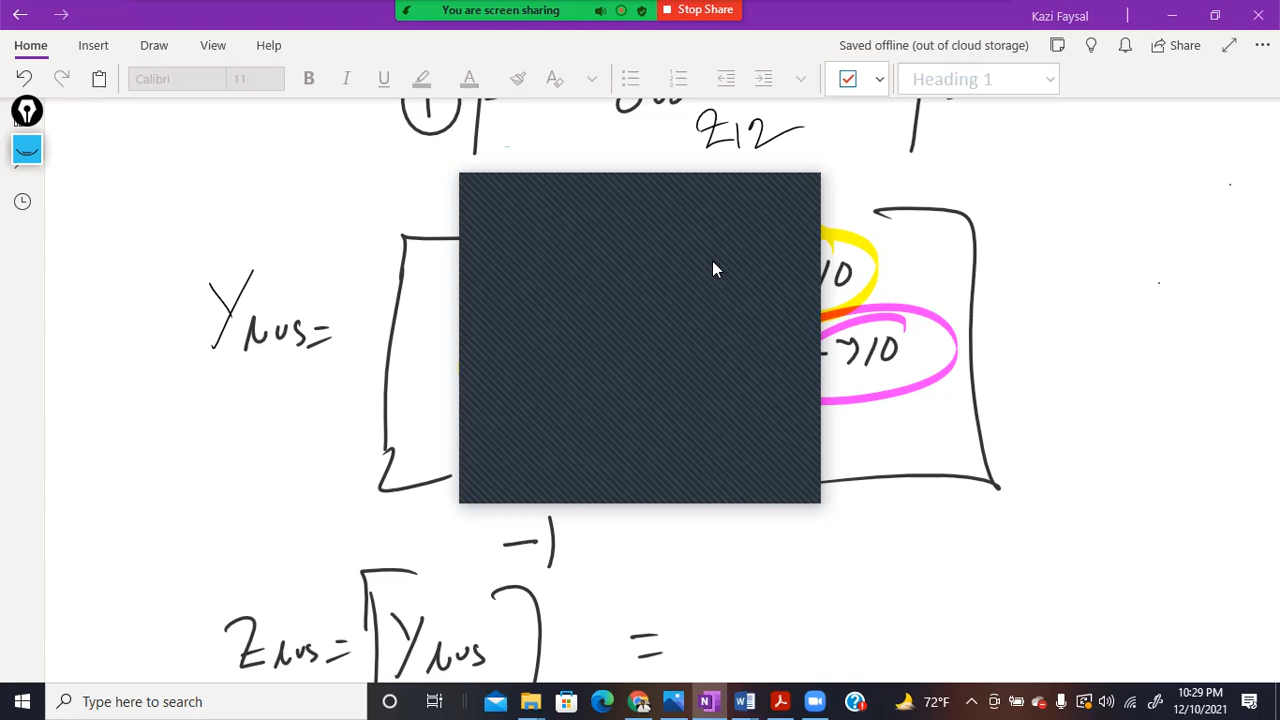 You are screen sharing Stop Share
Kazi Faysal
Home Insert Draw View Help
Saved offline (out of cloud storage) Share
Calibri 11 B I U A Heading 1
1
Z12
10
YBus=
-J10
-1
ZBus= YBus =
Type here to search
72°F
10:29 PM
12/10/2021